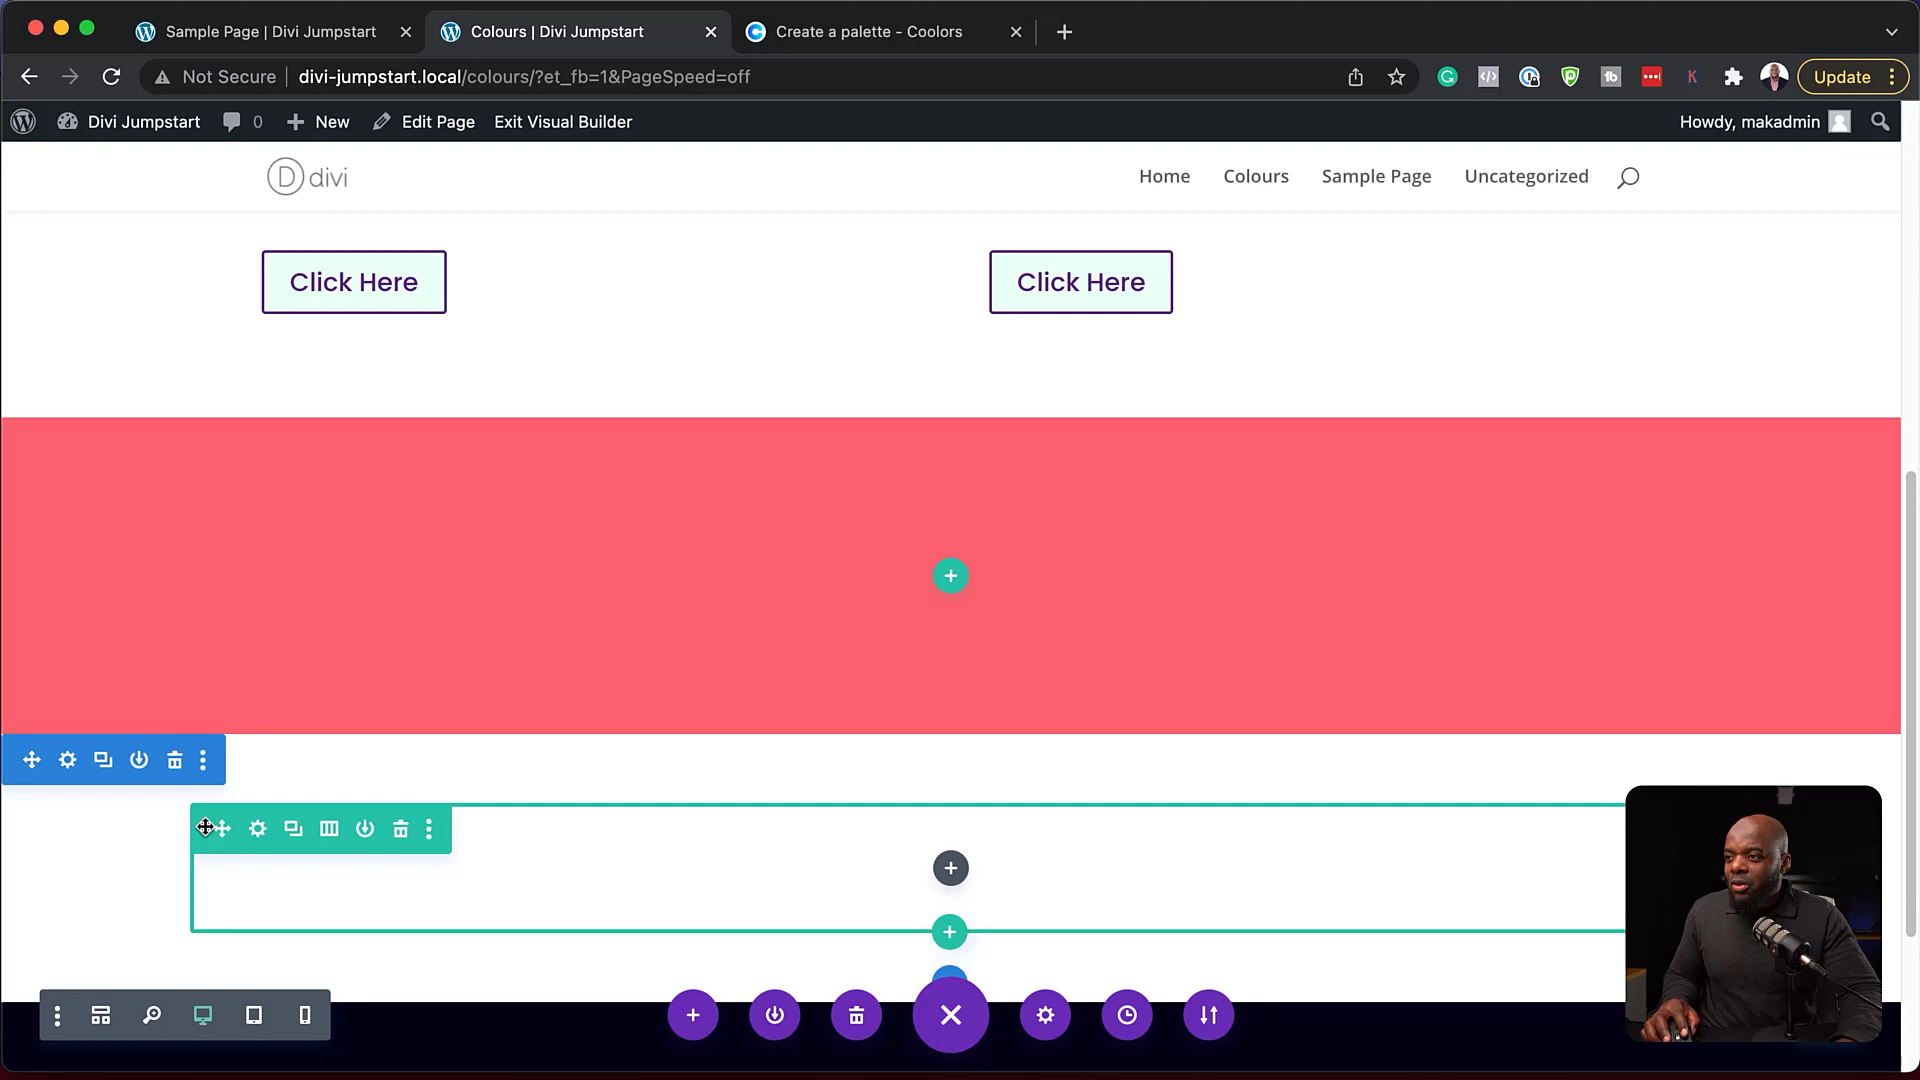 Sample Page | Divi Jumpstart
Colours | Divi Jumpstart
Create a palette - Coolors
Not Secure
divi-jumpstart.local/colours/?et_fb=1&PageSpeed=off
Update
Divi Jumpstart
0
New
Edit Page
Exit Visual Builder
Howdy, makadmin
D divi
Home
Colours
Sample Page
Uncategorized
Click Here
Click Here